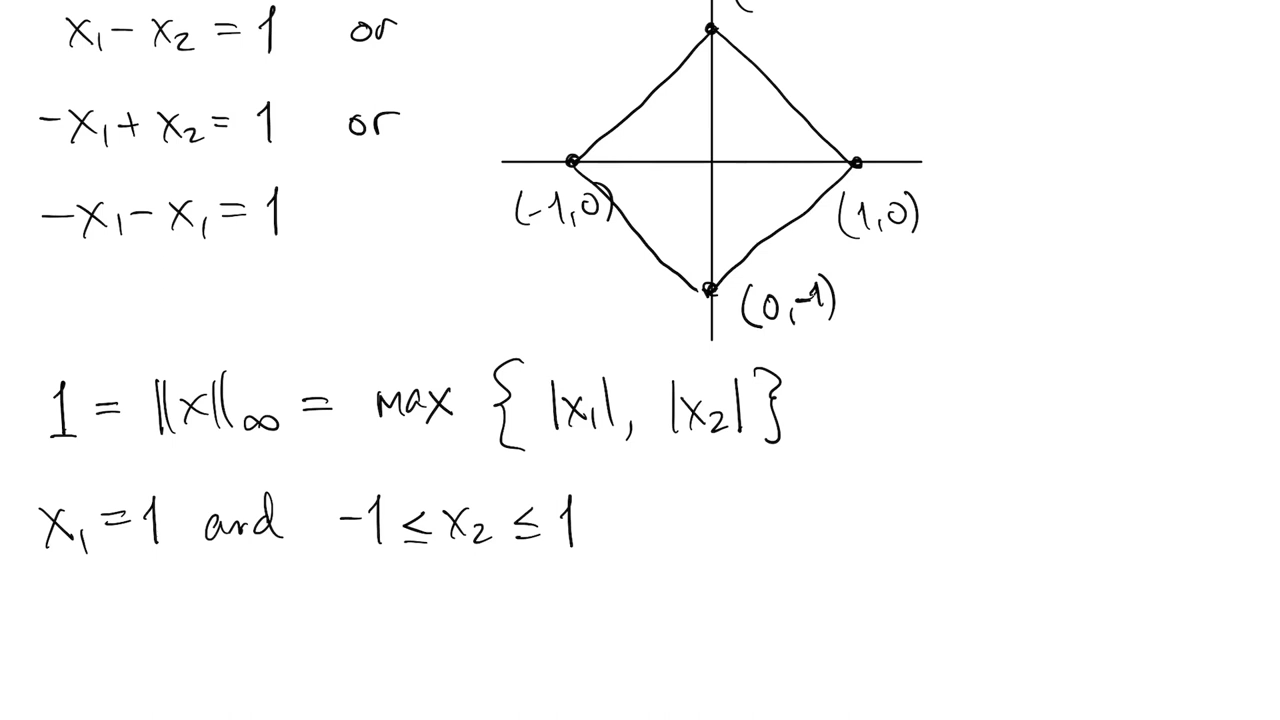 x₁ - x₂ = 1 or
-x₁ + x₂ = 1 or
-x₁ - x₁ = 1
(-1,0)
(1,0)
(0,-1)
1 = ||x||∞ = max { |x₁|, |x₂| }
x₁ = 1 and -1 ≤ x₂ ≤ 1